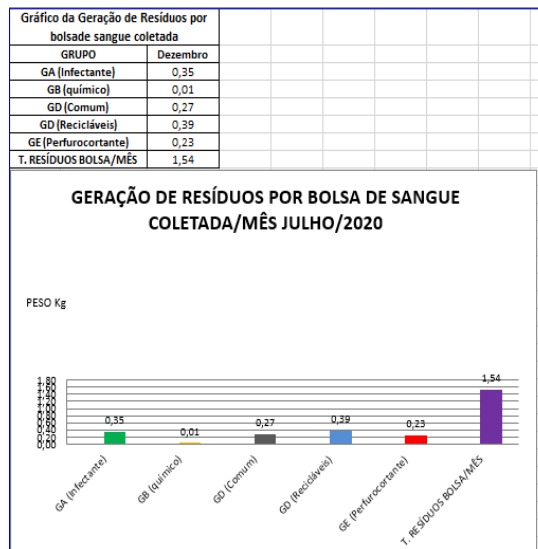 Gráfico da Geração de Resíduos por
bolsade sangue coletada
GRUPO Dezembro
GA (Infectante) 0,35
GB (químico) 0,01
GD (Comum) 0,27
GD (Recicláveis) 0,39
GE (Perfurocortante) 0,23
T. RESÍDUOS BOLSA/MÊS 1,54
GERAÇÃO DE RESÍDUOS POR BOLSA DE SANGUE
COLETADA/MÊS JULHO/2020
PESO Kg
1,80
1,60
1,40
1,20
1,00
0,80
0,60
0,40
0,20
0,00
0,35
0,01
0,27
0,39
0,23
1,54
GA (Infectante)
GB (químico)
GD (Comum)
GD (Recicláveis)
GE (Perfurocortante)
T. RESÍDUOS BOLSA/MÊS